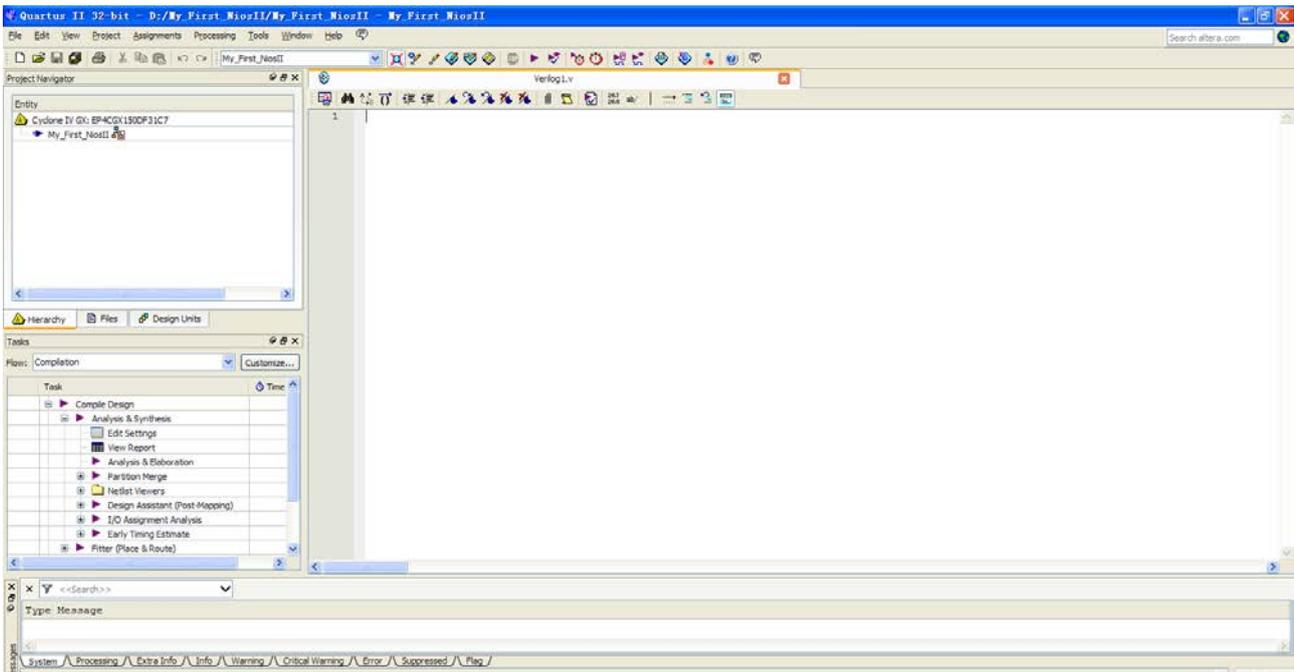 Quartus II 32-bit - D:/My_First_NiosII/My_First_NiosII - My_First_NiosII
File Edit View Project Assignments Processing Tools Window Help
Search altera.com
My_First_NiosII
Project Navigator
Verilog1.v
Entity
Cyclone IV GX: EP4CGX150DF31C7
My_First_NiosII
1
Hierarchy Files Design Units
Tasks
Flow: Compilation Customize...
Task Time
Compile Design
Analysis & Synthesis
Edit Settings
View Report
Analysis & Elaboration
Partition Merge
Netlist Viewers
Design Assistant (Post-Mapping)
I/O Assignment Analysis
Early Timing Estimate
Fitter (Place & Route)
<<Search>>
Type Message
System Processing Extra Info Info Warning Critical Warning Error Suppressed Flag